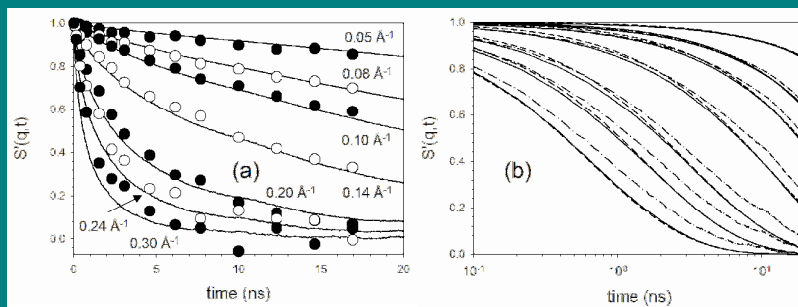 1.0
0.8
0.6
0.4
0.2
0.0
S'(q,t)
0.05 Å⁻¹
0.08 Å⁻¹
0.10 Å⁻¹
(a)
0.20 Å⁻¹
0.14 Å⁻¹
0.24 Å⁻¹
0.30 Å⁻¹
0
5
10
15
20
time (ns)
1.0
0.8
0.6
0.4
0.2
0.0
S'(q,t)
(b)
10⁻¹
10⁰
10¹
time (ns)